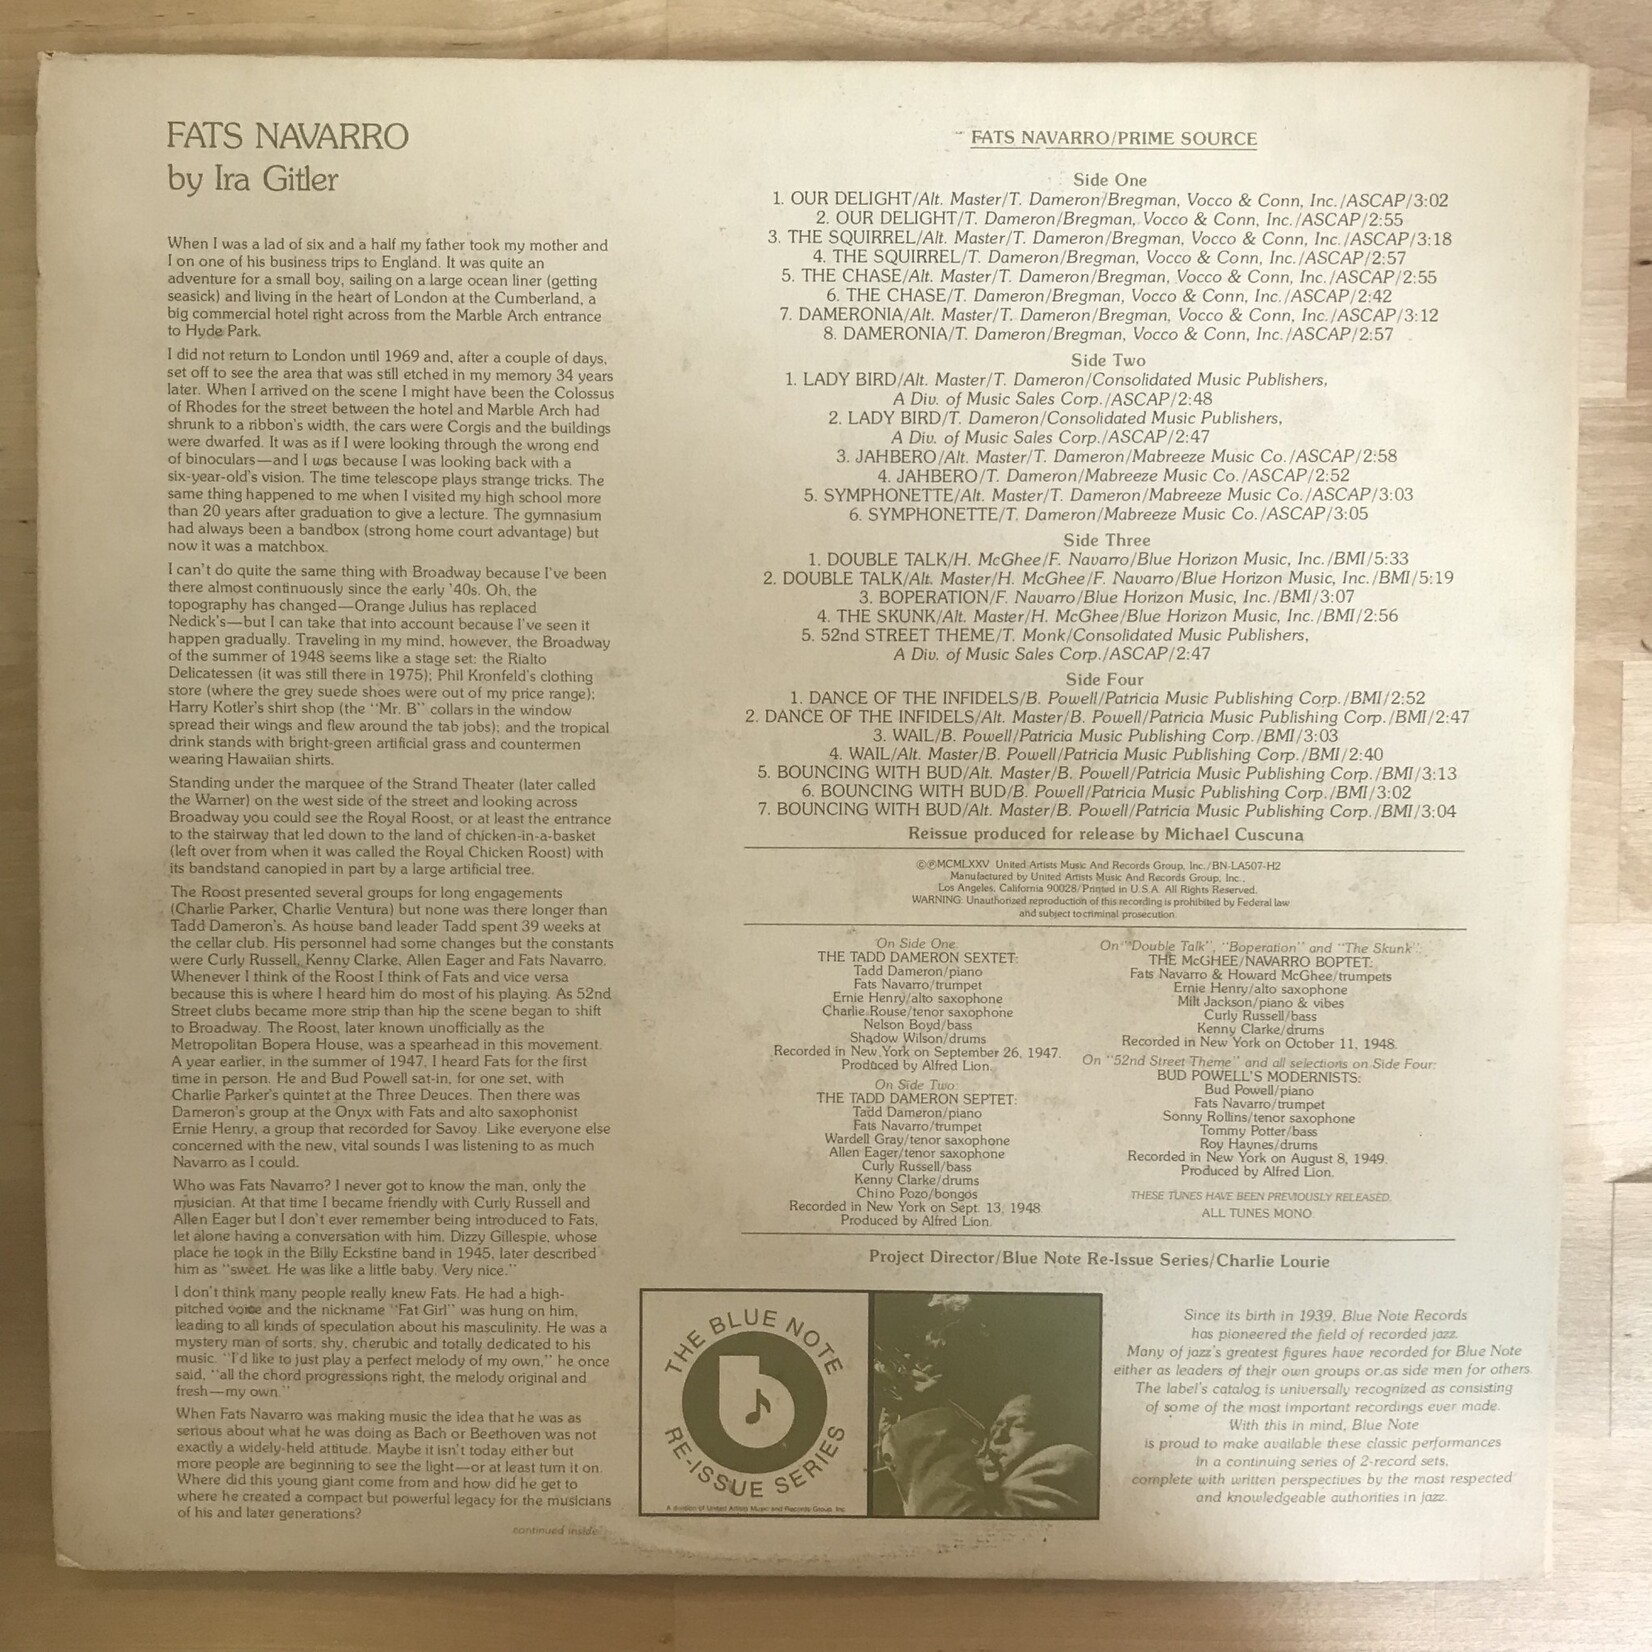 FATS NAVARRO
by Ira Gitler
When I was a lad of six and a half my father took my mother and
I on one of his business trips to England. It was quite an
adventure for a small boy, sailing on a large ocean liner (getting
seasick) and living in the heart of London at the Cumberland, a
big commercial hotel right across from the Marble Arch entrance
to Hyde Park.
I did not return to London until 1969 and, after a couple of days,
set off to see the area that was still etched in my memory 34 years
later. When I arrived on the scene I might have been the Colossus
of Rhodes for the street between the hotel and Marble Arch had
shrunk to a ribbon's width, the cars were Corgis and the buildings
were dwarfed. It was as if I were looking through the wrong end
of binoculars—and I was because I was looking back with a
six-year-old's vision. The time telescope plays strange tricks. The
same thing happened to me when I visited my high school more
than 20 years after graduation to give a lecture. The gymnasium
had always been a bandbox (strong home court advantage) but
now it was a matchbox.
I can't do quite the same thing with Broadway because I've been
there almost continuously since the early '40s. Oh, the
topography has changed—Orange Julius has replaced
Nedick's—but I can take that into account because I've seen it
happen gradually. Traveling in my mind, however, the Broadway
of the summer of 1948 seems like a stage set: the Rialto
Delicatessen (it was still there in 1975); Phil Kronfeld's clothing
store (where the grey suede shoes were out of my price range);
Harry Kotler's shirt shop (the "Mr. B" collars in the window
spread their wings and flew around the tab jobs); and the tropical
drink stands with bright-green artificial grass and countermen
wearing Hawaiian shirts.
Standing under the marquee of the Strand Theater (later called
the Warner) on the west side of the street and looking across
Broadway you could see the Royal Roost, or at least the entrance
to the stairway that led down to the land of chicken-in-a-basket
(left over from when it was called the Royal Chicken Roost) with
its bandstand canopied in part by a large artificial tree.
The Roost presented several groups for long engagements
(Charlie Parker, Charlie Ventura) but none was there longer than
Tadd Dameron's. As house band leader Tadd spent 39 weeks at
the cellar club. His personnel had some changes but the constants
were Curly Russell, Kenny Clarke, Allen Eager and Fats Navarro.
Whenever I think of the Roost I think of Fats and vice versa
because this is where I heard him do most of his playing. As 52nd
Street clubs became more strip than hip the scene began to shift
to Broadway. The Roost, later known unofficially as the
Metropolitan Bopera House, was a spearhead in this movement.
A year earlier, in the summer of 1947, I heard Fats for the first
time in person. He and Bud Powell sat-in, for one set, with
Charlie Parker's quintet at the Three Deuces. Then there was
Dameron's group at the Onyx with Fats and alto saxophonist
Ernie Henry, a group that recorded for Savoy. Like everyone else
concerned with the new, vital sounds I was listening to as much
Navarro as I could.
Who was Fats Navarro? I never got to know the man, only the
musician. At that time I became friendly with Curly Russell and
Allen Eager but I don't ever remember being introduced to Fats,
let alone having a conversation with him. Dizzy Gillespie, whose
place he took in the Billy Eckstine band in 1945, later described
him as "sweet. He was like a little baby. Very nice."
I don't think many people really knew Fats. He had a high-
pitched voice and the nickname "Fat Girl" was hung on him,
leading to all kinds of speculation about his masculinity. He was a
mystery man of sorts, shy, cherubic and totally dedicated to his
music. "I'd like to just play a perfect melody of my own," he once
said, "all the chord progressions right, the melody original and
fresh—my own."
When Fats Navarro was making music the idea that he was as
serious about what he was doing as Bach or Beethoven was not
exactly a widely-held attitude. Maybe it isn't today either but
more people are beginning to see the light—or at least turn it on.
Where did this young giant come from and how did he get to
where he created a compact but powerful legacy for the musicians
of his and later generations?
continued inside
FATS NAVARRO/PRIME SOURCE
Side One
1. OUR DELIGHT/Alt. Master/T. Dameron/Bregman, Vocco & Conn, Inc./ASCAP/3:02
2. OUR DELIGHT/T. Dameron/Bregman, Vocco & Conn, Inc./ASCAP/2:55
3. THE SQUIRREL/Alt. Master/T. Dameron/Bregman, Vocco & Conn, Inc./ASCAP/3:18
4. THE SQUIRREL/T. Dameron/Bregman, Vocco & Conn, Inc./ASCAP/2:57
5. THE CHASE/Alt. Master/T. Dameron/Bregman, Vocco & Conn, Inc./ASCAP/2:55
6. THE CHASE/T. Dameron/Bregman, Vocco & Conn, Inc./ASCAP/2:42
7. DAMERONIA/Alt. Master/T. Dameron/Bregman, Vocco & Conn, Inc./ASCAP/3:12
8. DAMERONIA/T. Dameron/Bregman, Vocco & Conn, Inc./ASCAP/2:57
Side Two
1. LADY BIRD/Alt. Master/T. Dameron/Consolidated Music Publishers,
A Div. of Music Sales Corp./ASCAP/2:48
2. LADY BIRD/T. Dameron/Consolidated Music Publishers,
A Div. of Music Sales Corp./ASCAP/2:47
3. JAHBERO/Alt. Master/T. Dameron/Mabreeze Music Co./ASCAP/2:58
4. JAHBERO/T. Dameron/Mabreeze Music Co./ASCAP/2:52
5. SYMPHONETTE/Alt. Master/T. Dameron/Mabreeze Music Co./ASCAP/3:03
6. SYMPHONETTE/T. Dameron/Mabreeze Music Co./ASCAP/3:05
Side Three
1. DOUBLE TALK/H. McGhee/F. Navarro/Blue Horizon Music, Inc./BMI/5:33
2. DOUBLE TALK/Alt. Master/H. McGhee/F. Navarro/Blue Horizon Music, Inc./BMI/5:19
3. BOPERATION/F. Navarro/Blue Horizon Music, Inc./BMI/3:07
4. THE SKUNK/Alt. Master/H. McGhee/Blue Horizon Music, Inc./BMI/2:56
5. 52nd STREET THEME/T. Monk/Consolidated Music Publishers,
A Div. of Music Sales Corp./ASCAP/2:47
Side Four
1. DANCE OF THE INFIDELS/B. Powell/Patricia Music Publishing Corp./BMI/2:52
2. DANCE OF THE INFIDELS/Alt. Master/B. Powell/Patricia Music Publishing Corp./BMI/2:47
3. WAIL/B. Powell/Patricia Music Publishing Corp./BMI/3:03
4. WAIL/Alt. Master/B. Powell/Patricia Music Publishing Corp./BMI/2:40
5. BOUNCING WITH BUD/Alt. Master/B. Powell/Patricia Music Publishing Corp./BMI/3:13
6. BOUNCING WITH BUD/B. Powell/Patricia Music Publishing Corp./BMI/3:02
7. BOUNCING WITH BUD/Alt. Master/B. Powell/Patricia Music Publishing Corp./BMI/3:04
Reissue produced for release by Michael Cuscuna
©℗MCMLXXV United Artists Music And Records Group, Inc./BN-LA507-H2
Manufactured by United Artists Music And Records Group, Inc.,
Los Angeles, California 90028/Printed in U.S.A. All Rights Reserved.
WARNING: Unauthorized reproduction of this recording is prohibited by Federal law
and subject to criminal prosecution.
On Side One:
THE TADD DAMERON SEXTET:
Tadd Dameron/piano
Fats Navarro/trumpet
Ernie Henry/alto saxophone
Charlie Rouse/tenor saxophone
Nelson Boyd/bass
Shadow Wilson/drums
Recorded in New York on September 26, 1947.
Produced by Alfred Lion.
On Side Two:
THE TADD DAMERON SEPTET:
Tadd Dameron/piano
Fats Navarro/trumpet
Wardell Gray/tenor saxophone
Allen Eager/tenor saxophone
Curly Russell/bass
Kenny Clarke/drums
Chino Pozo/bongos
Recorded in New York on Sept. 13, 1948
Produced by Alfred Lion.
On "Double Talk", "Boperation" and "The Skunk":
THE McGHEE/NAVARRO BOPTET:
Fats Navarro & Howard McGhee/trumpets
Ernie Henry/alto saxophone
Milt Jackson/piano & vibes
Curly Russell/bass
Kenny Clarke/drums
Recorded in New York on October 11, 1948.
On "52nd Street Theme" and all selections on Side Four:
BUD POWELL'S MODERNISTS:
Bud Powell/piano
Fats Navarro/trumpet
Sonny Rollins/tenor saxophone
Tommy Potter/bass
Roy Haynes/drums
Recorded in New York on August 8, 1949.
Produced by Alfred Lion.
THESE TUNES HAVE BEEN PREVIOUSLY RELEASED.
ALL TUNES MONO
Project Director/Blue Note Re-Issue Series/Charlie Lourie
THE BLUE NOTE
RE-ISSUE SERIES
A division of United Artists Music and Records Group, Inc.
Since its birth in 1939, Blue Note Records
has pioneered the field of recorded jazz.
Many of jazz's greatest figures have recorded for Blue Note
either as leaders of their own groups or as side men for others.
The label's catalog is universally recognized as consisting
of some of the most important recordings ever made.
With this in mind, Blue Note
is proud to make available these classic performances
in a continuing series of 2-record sets,
complete with written perspectives by the most respected
and knowledgeable authorities in jazz.